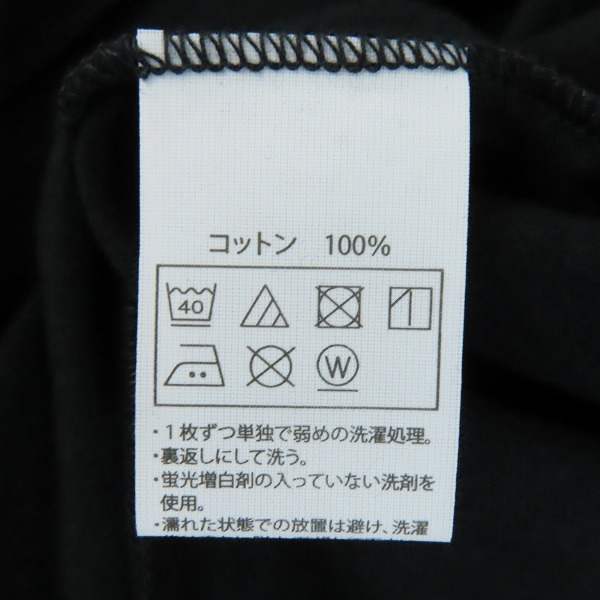 コットン 100%
40
W
・1枚ずつ単独で弱めの洗濯処理。
・裏返しにして洗う。
・蛍光増白剤の入っていない洗剤を
使用。
・濡れた状態での放置は避け、洗濯